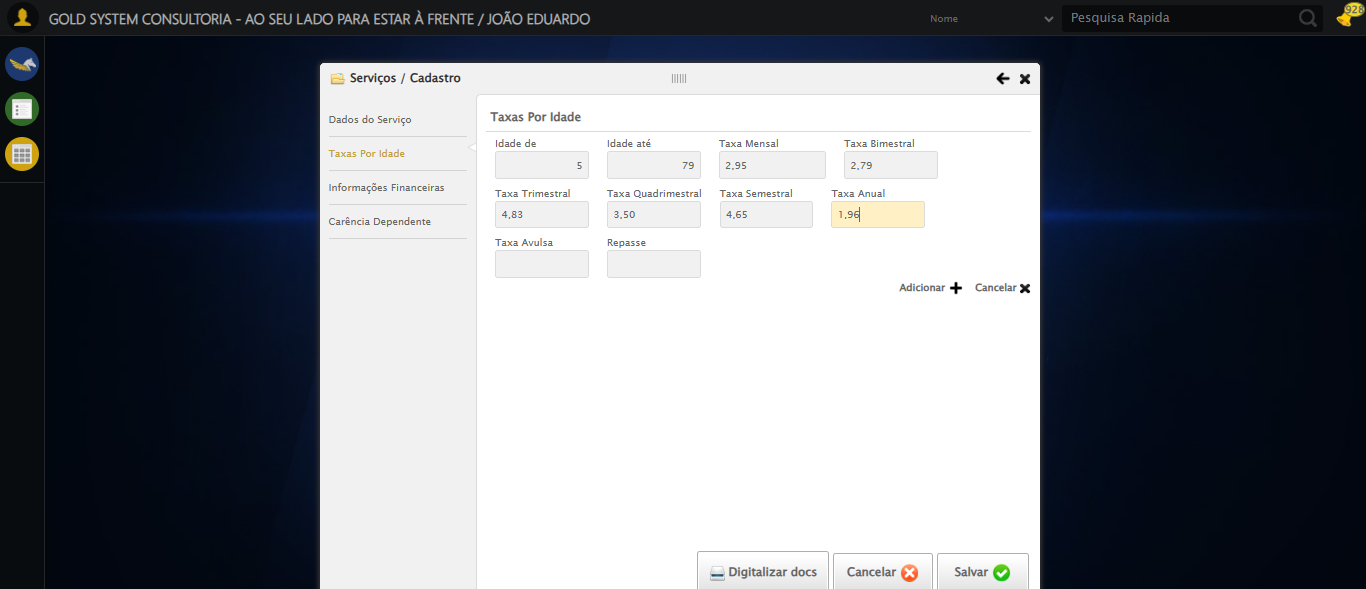 GOLD SYSTEM CONSULTORIA - AO SEU LADO PARA ESTAR À FRENTE / JOÃO EDUARDO
Nome
Pesquisa Rapida
928
Serviços / Cadastro
Dados do Serviço
Taxas Por Idade
Informações Financeiras
Carência Dependente
Taxas Por Idade
Idade de Idade até Taxa Mensal Taxa Bimestral
5 79 2,95 2,79
Taxa Trimestral Taxa Quadrimestral Taxa Semestral Taxa Anual
4,83 3,50 4,65 1,96
Taxa Avulsa Repasse
Adicionar Cancelar
Digitalizar docs Cancelar Salvar